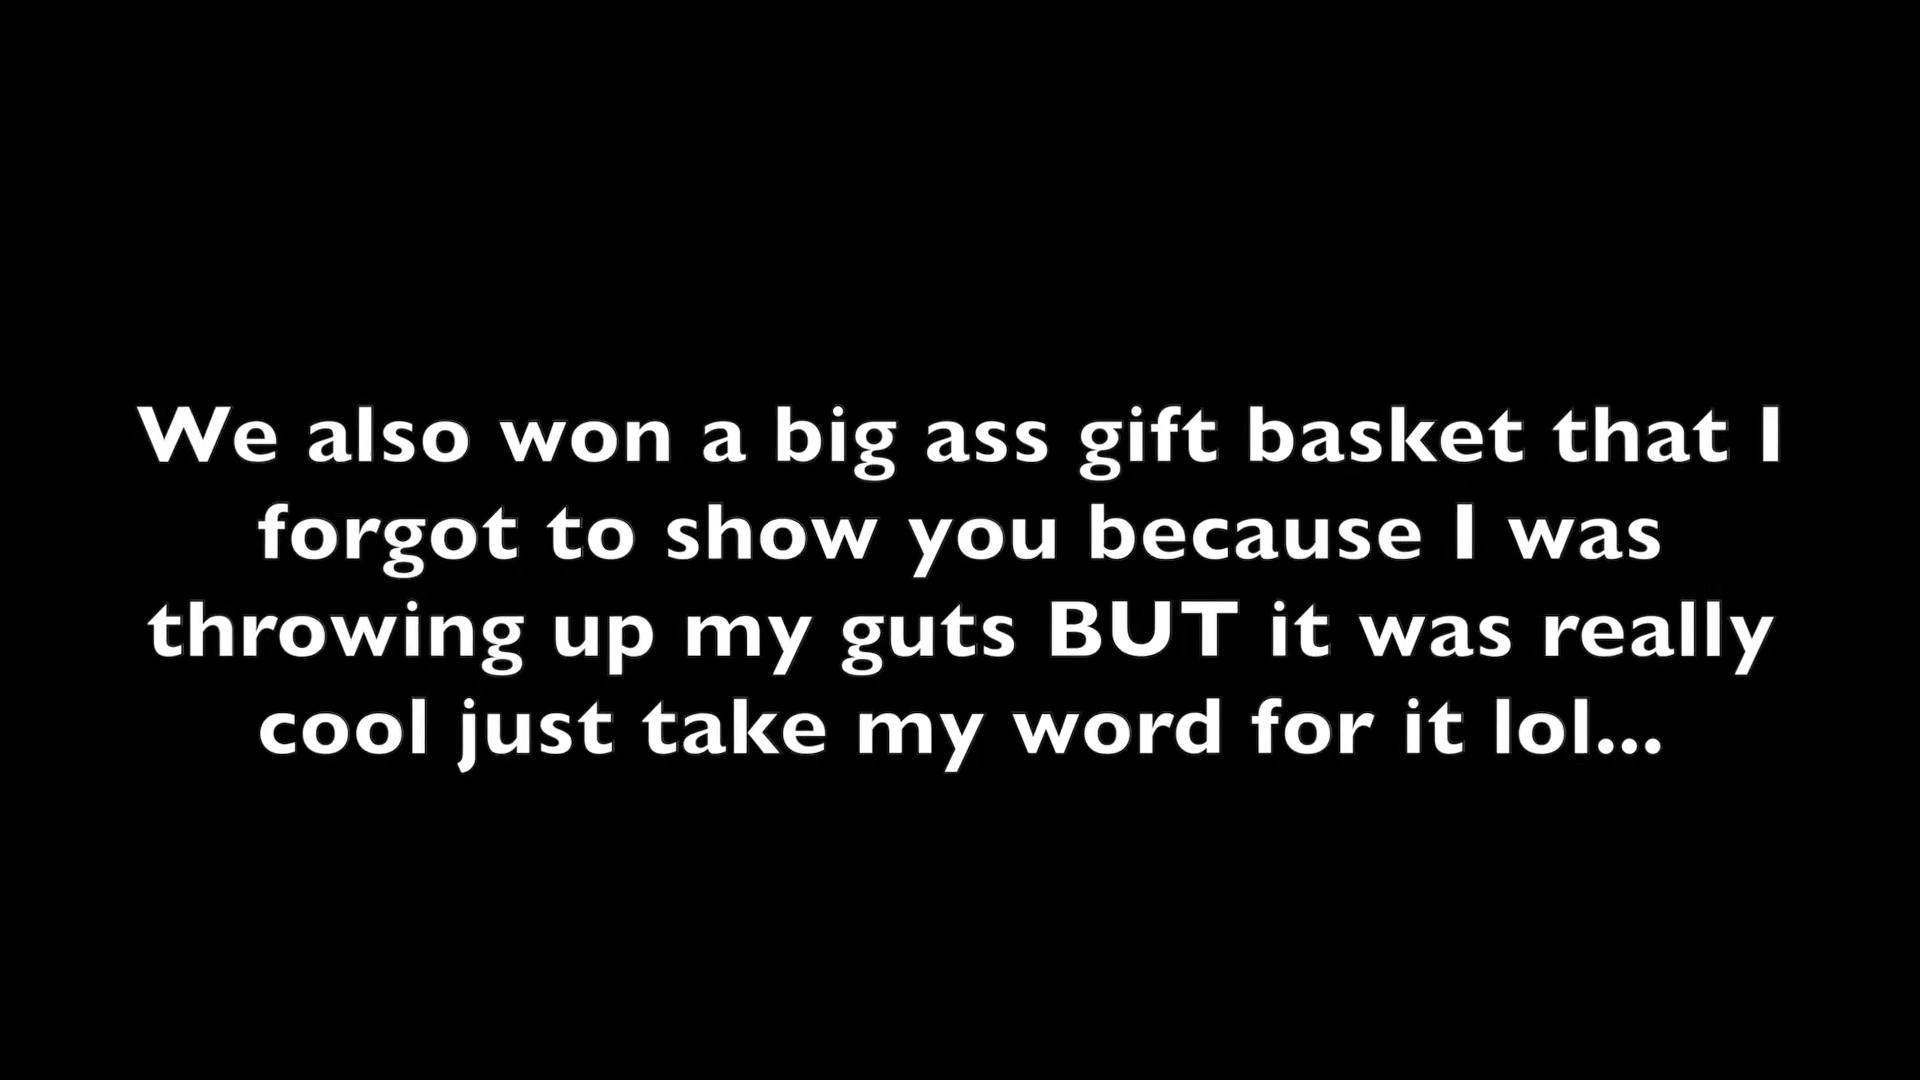 We also won a big ass gift basket that I
forgot to show you because I was
throwing up my guts BUT it was really
cool just take my word for it lol...